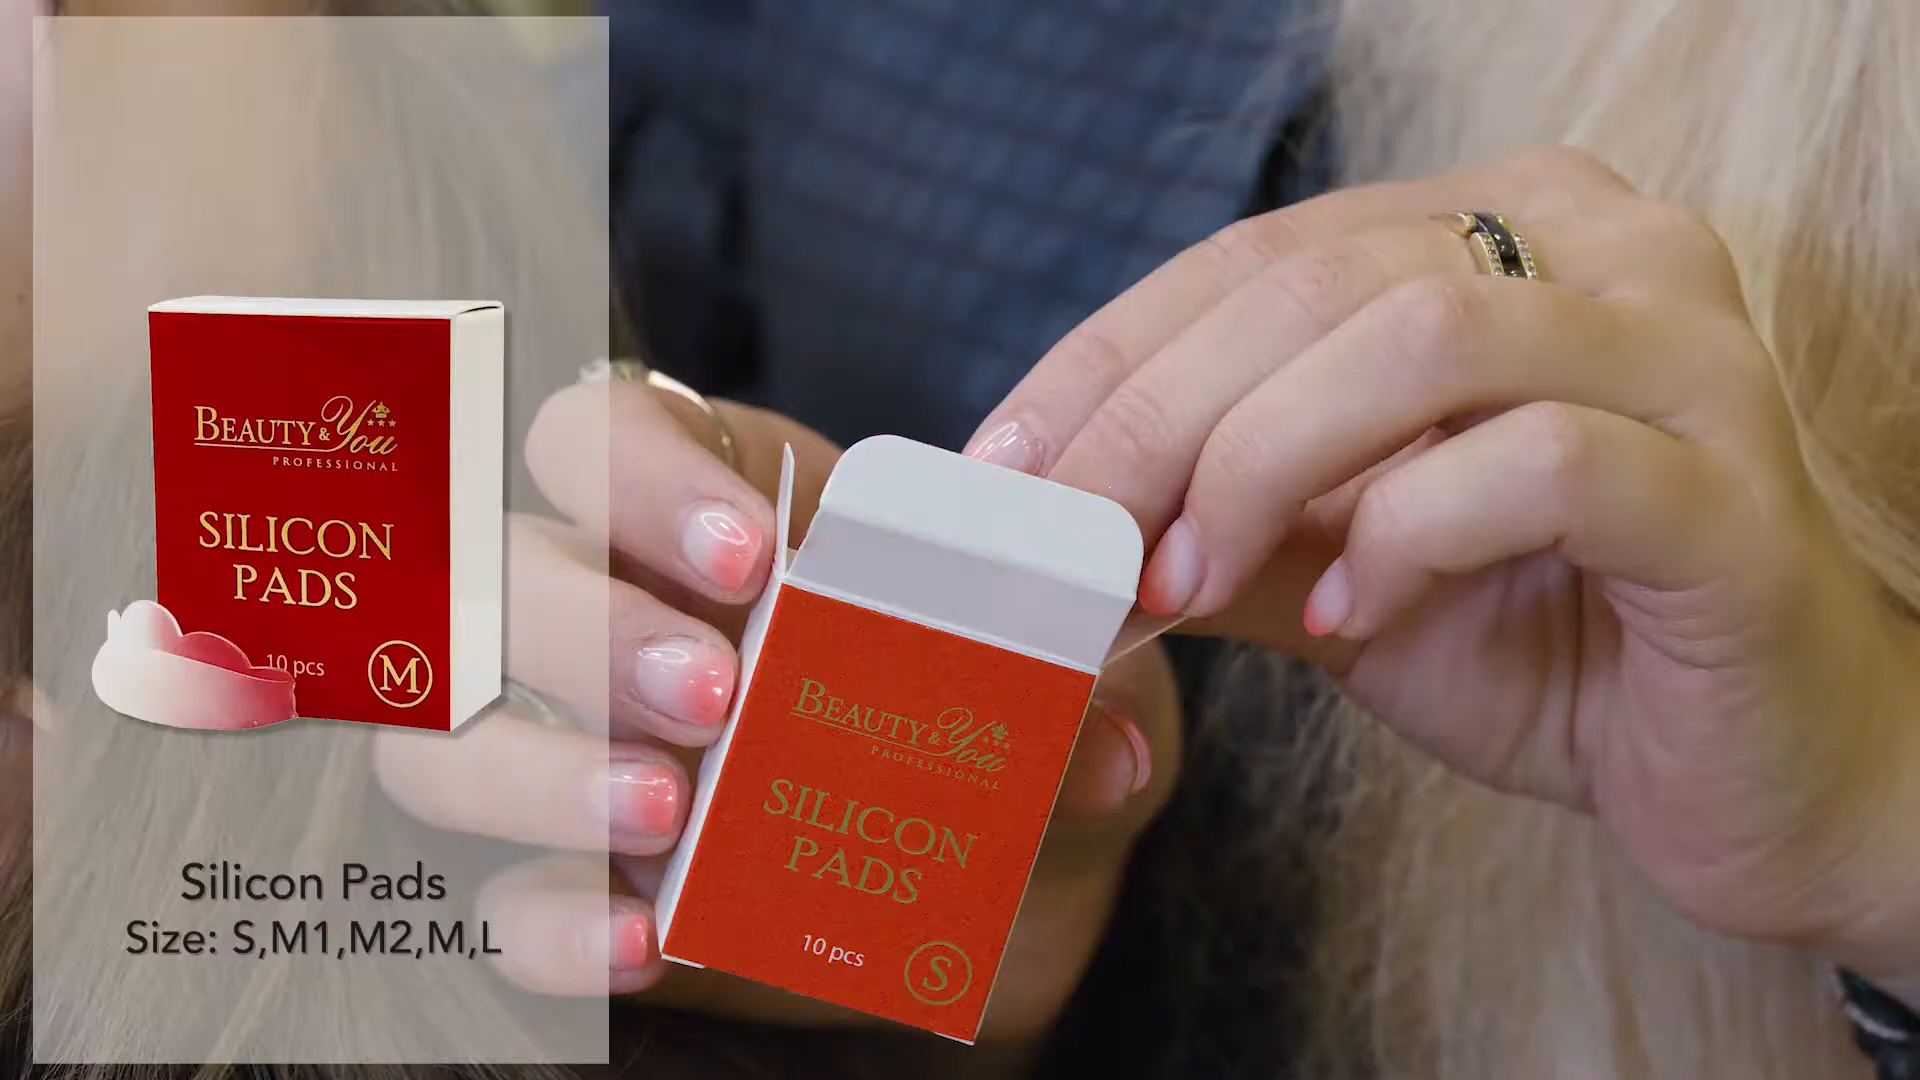 BEAUTY & You
PROFESSIONAL
SILICON
PADS
10 pcs
M
Silicon Pads
Size: S,M1,M2,M,L
BEAUTY & You
PROFESSIONAL
SILICON
PADS
10 pcs
S